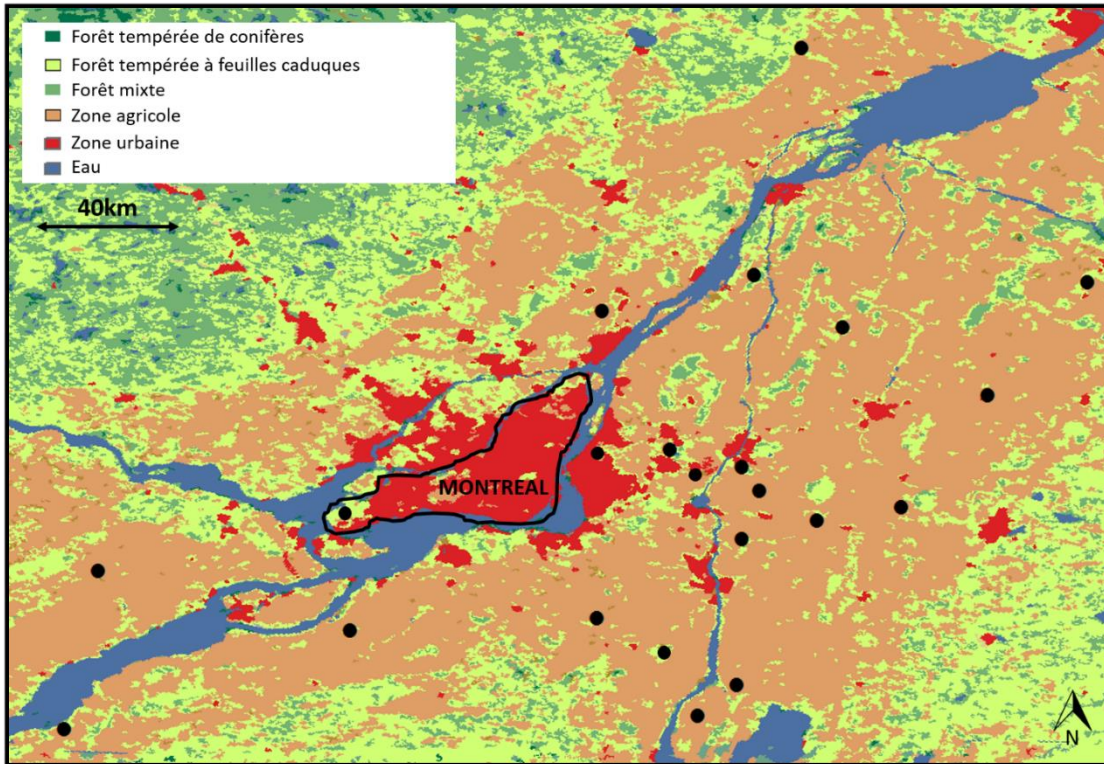 Forêt tempérée de conifères
Forêt tempérée à feuilles caduques
Forêt mixte
Zone agricole
Zone urbaine
Eau
40km
MONTREAL
N